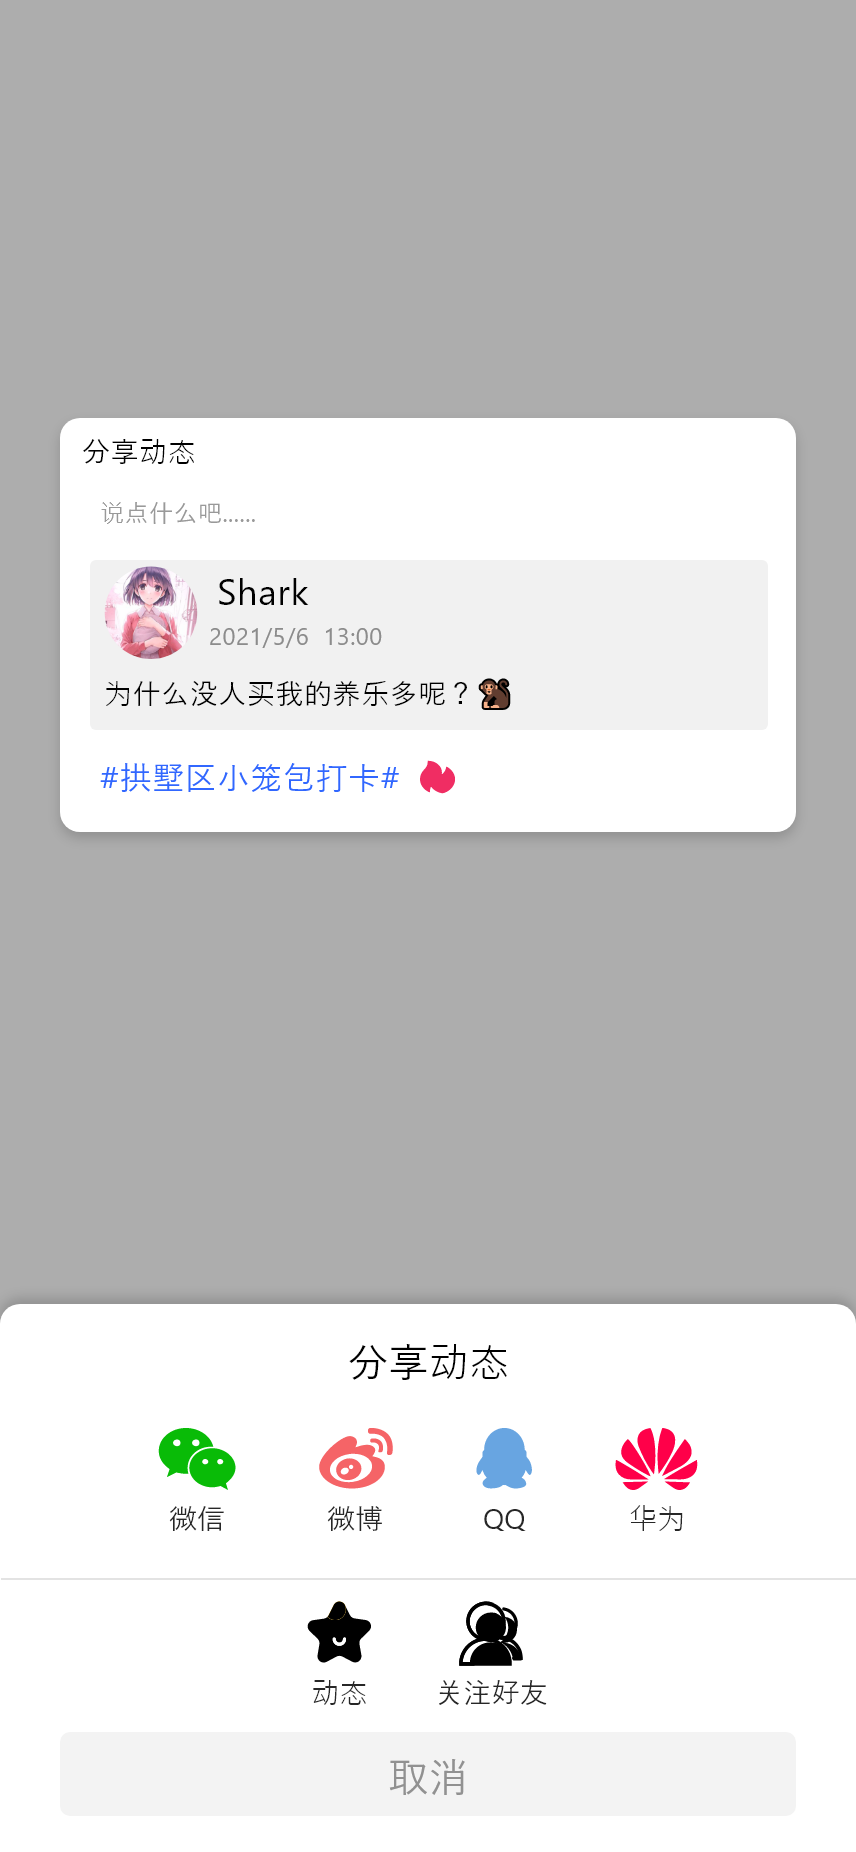 分享动态
说点什么吧......
Shark
2021/5/6 13:00
为什么没人买我的养乐多呢？🐒
#拱墅区小笼包打卡#
分享动态
微信 微博 QQ 华为
动态 关注好友
取消